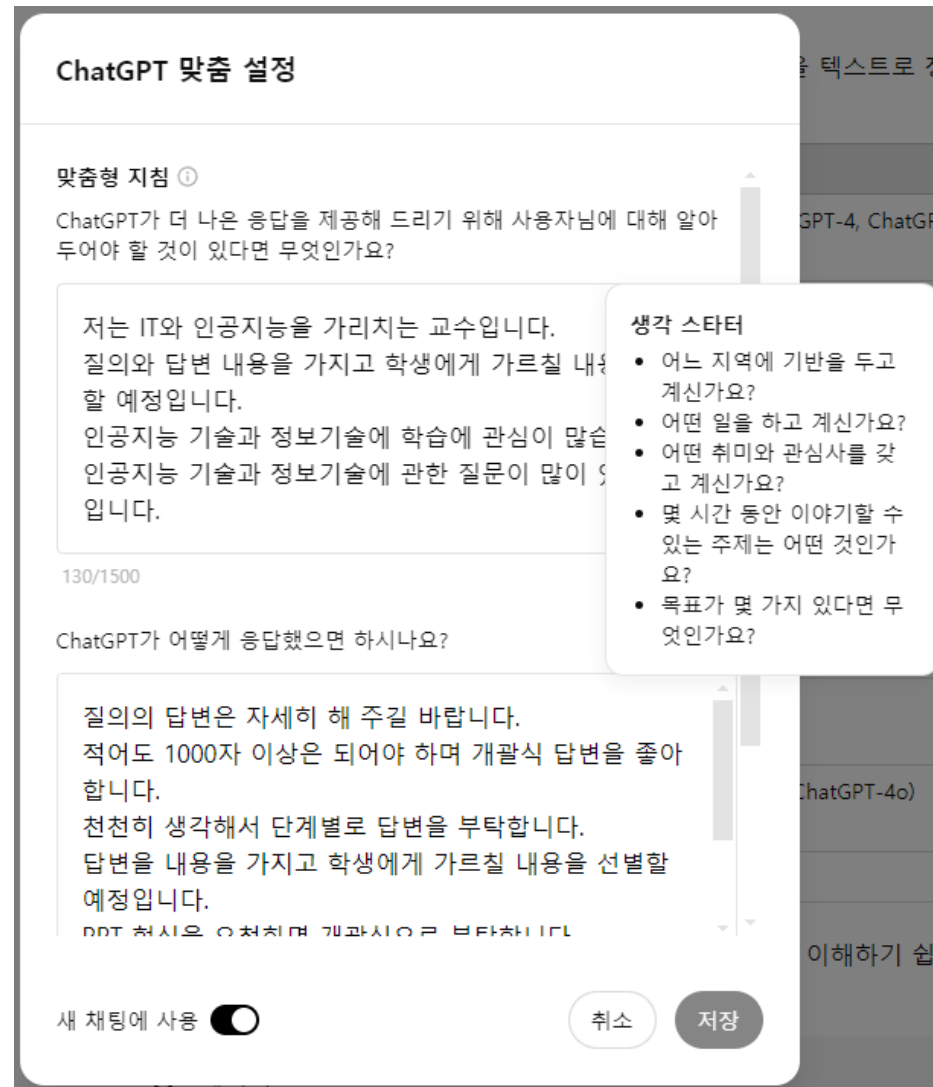 ChatGPT 맞춤 설정
맞춤형 지침
ChatGPT가 더 나은 응답을 제공해 드리기 위해 사용자님에 대해 알아
두어야 할 것이 있다면 무엇인가요?
저는 IT와 인공지능을 가리치는 교수입니다.
질의와 답변 내용을 가지고 학생에게 가르칠
할 예정입니다.
인공지능 기술과 정보기술에 학습에 관심이 많습
인공지능 기술과 정보기술에 관한 질문이 많이
입니다.
130/1500
생각 스타터
• 어느 지역에 기반을 두고
계신가요?
• 어떤 일을 하고 계신가요?
• 어떤 취미와 관심사를 갖
고 계신가요?
• 몇 시간 동안 이야기할 수
있는 주제는 어떤 것인가
요?
• 목표가 몇 가지 있다면 무
엇인가요?
ChatGPT가 어떻게 응답했으면 하시나요?
질의의 답변은 자세히 해 주길 바랍니다.
적어도 1000자 이상은 되어야 하며 개괄식 답변을 좋아
합니다.
천천히 생각해서 단계별로 답변을 부탁합니다.
답변을 내용을 가지고 학생에게 가르칠 내용을 선별할
예정입니다.
PPT 형식을 요청하면 개괄식으로 부탁합니다
새 채팅에 사용
취소
저장
텍스트로
GPT-4,
ChatGPT-4o)
이해하기